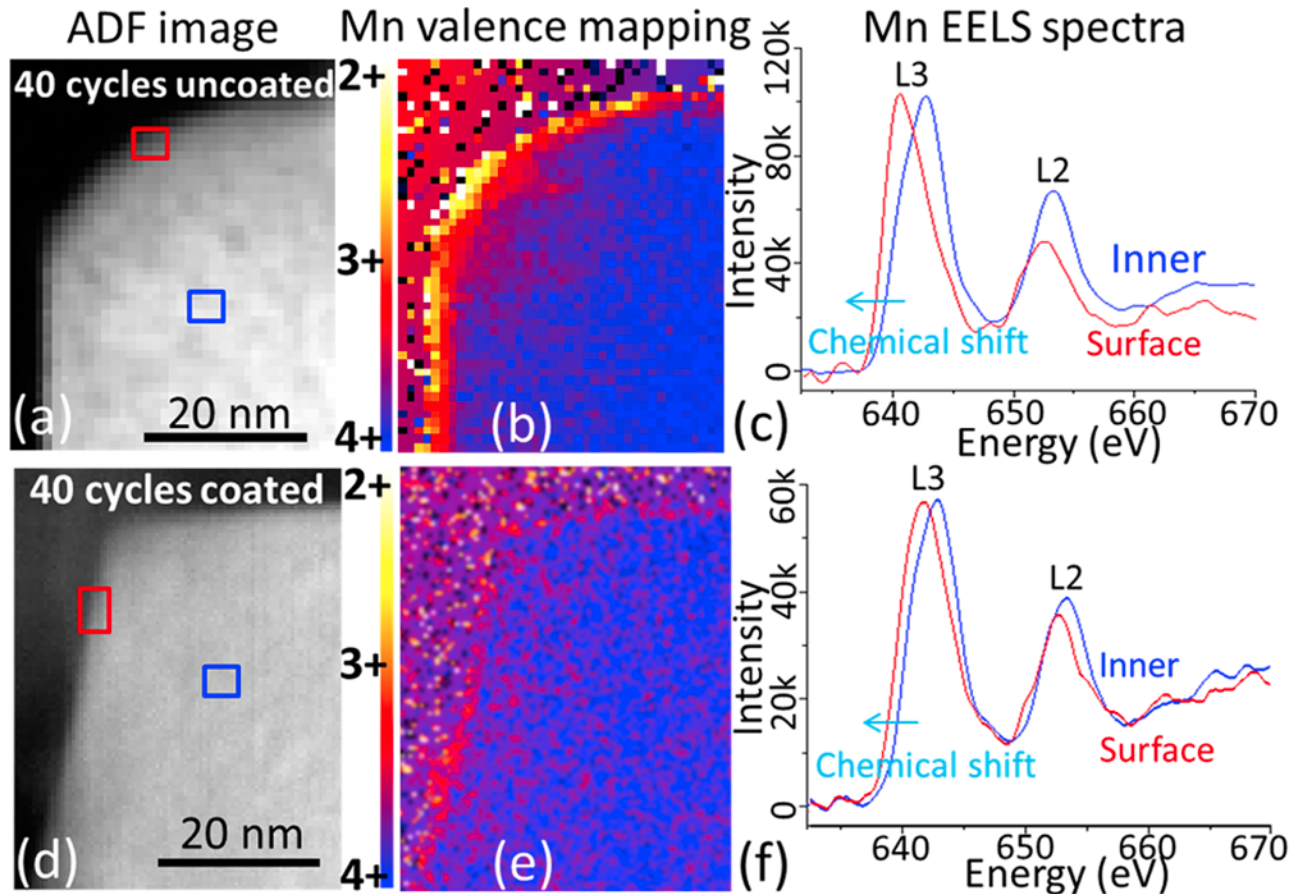 ADF image
Mn valence mapping
Mn EELS spectra
40 cycles uncoated
(a)
20 nm
2+
3+
4+
(b)
(c)
Intensity
120k
80k
40k
0
L3
L2
Inner
Surface
Chemical shift
640
650
660
670
Energy (eV)
40 cycles coated
(d)
20 nm
2+
3+
4+
(e)
(f)
Intensity
60k
40k
20k
0
L3
L2
Inner
Surface
Chemical shift
640
650
660
670
Energy (eV)